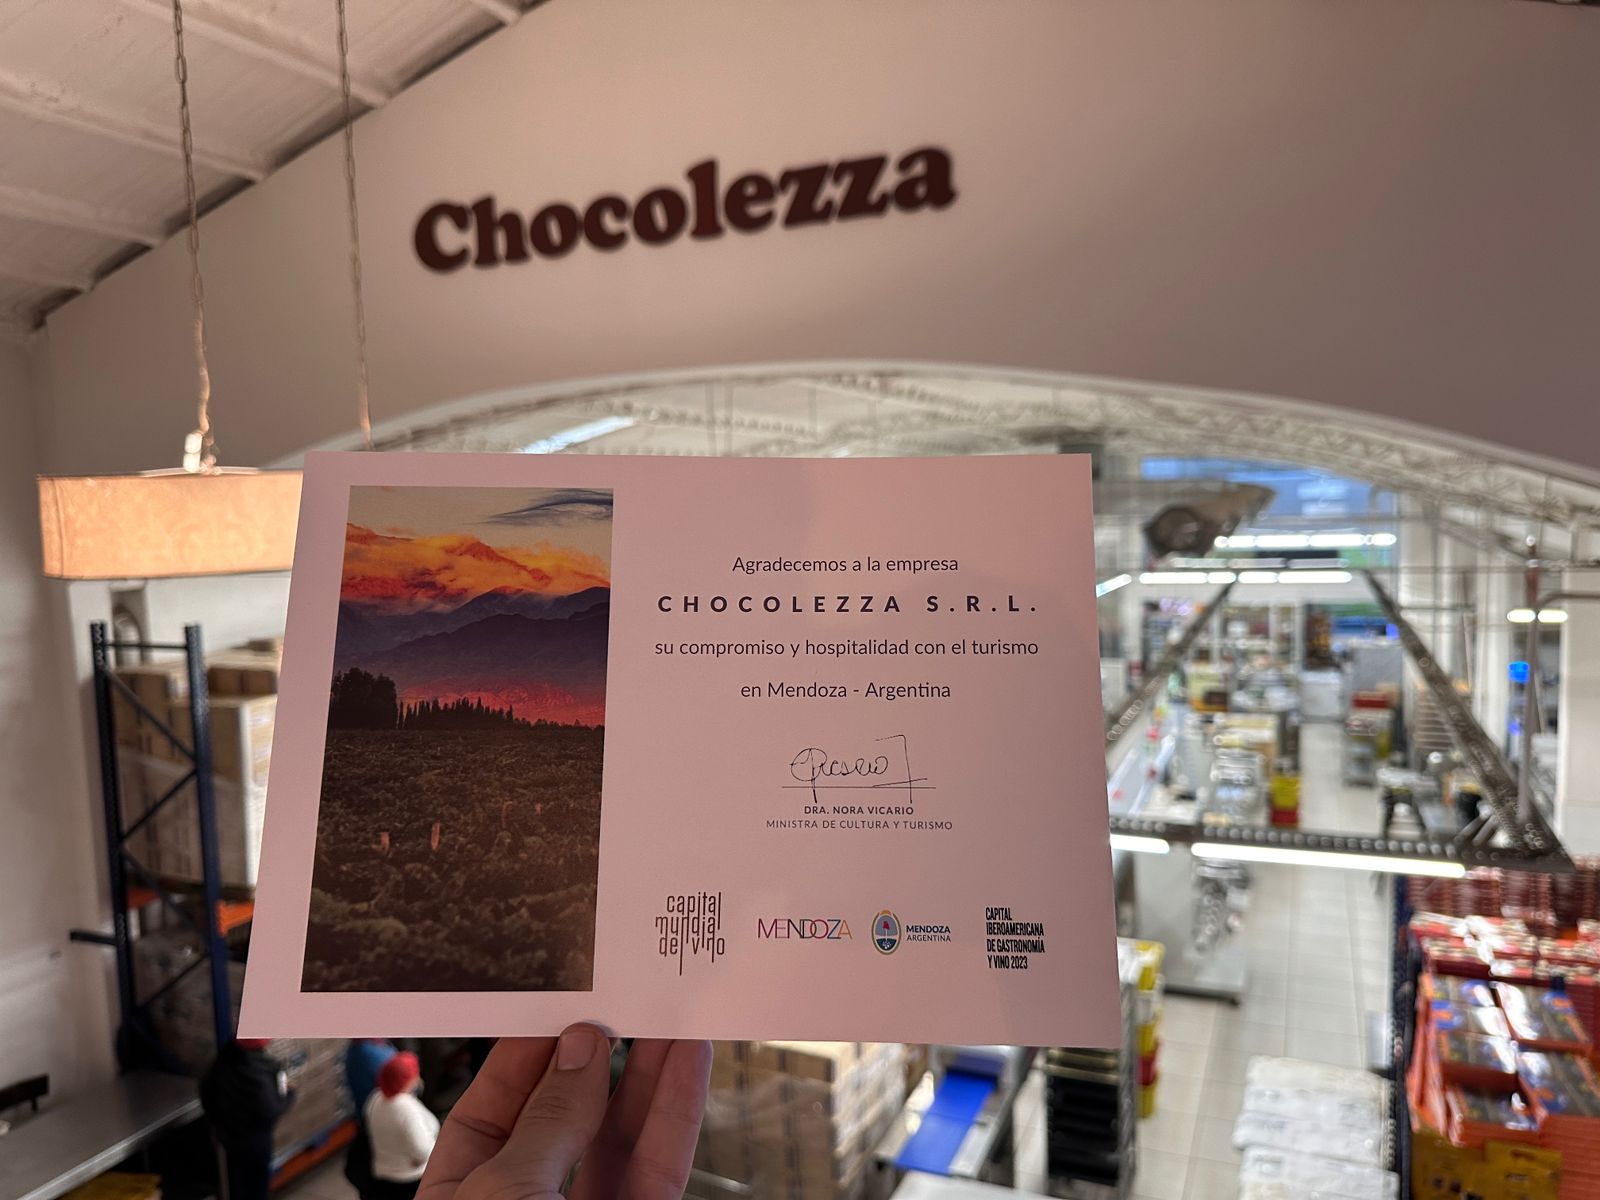 Chocolezza
Agradecemos a la empresa
CHOCOLEZZA S.R.L.
su compromiso y hospitalidad con el turismo
en Mendoza - Argentina
DRA. NORA VICARIO
MINISTRA DE CULTURA Y TURISMO
capital
mundial
del vino
MENDOZA
MENDOZA
ARGENTINA
CAPITAL
IBEROAMERICANA
DE GASTRONOMÍA
Y VINO 2023